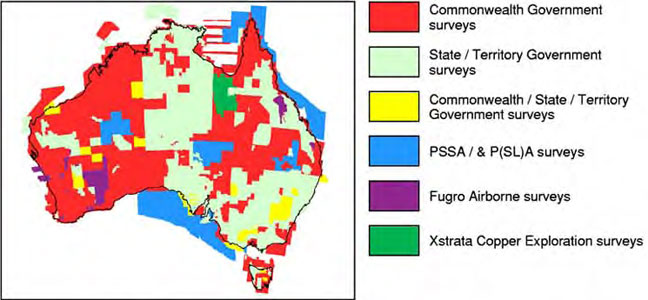 Commonwealth Government
surveys
State / Territory Government
surveys
Commonwealth / State / Territory
Government surveys
PSSA / & P(SL)A surveys
Fugro Airborne surveys
Xstrata Copper Exploration surveys